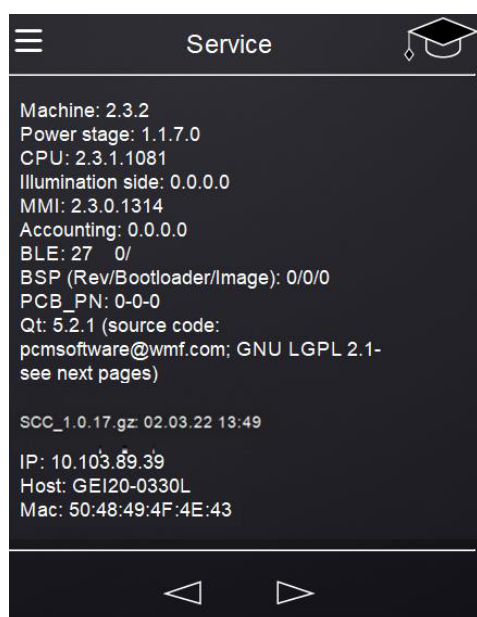 Service
Machine: 2.3.2
Power stage: 1.1.7.0
CPU: 2.3.1.1081
Illumination side: 0.0.0.0
MMI: 2.3.0.1314
Accounting: 0.0.0.0
BLE: 27 0/
BSP (Rev/Bootloader/Image): 0/0/0
PCB_PN: 0-0-0
Qt: 5.2.1 (source code:
pcmsoftware@wmf.com; GNU LGPL 2.1-
see next pages)
SCC_1.0.17.gz: 02.03.22 13:49
IP: 10.103.89.39
Host: GEI20-0330L
Mac: 50:48:49:4F:4E:43